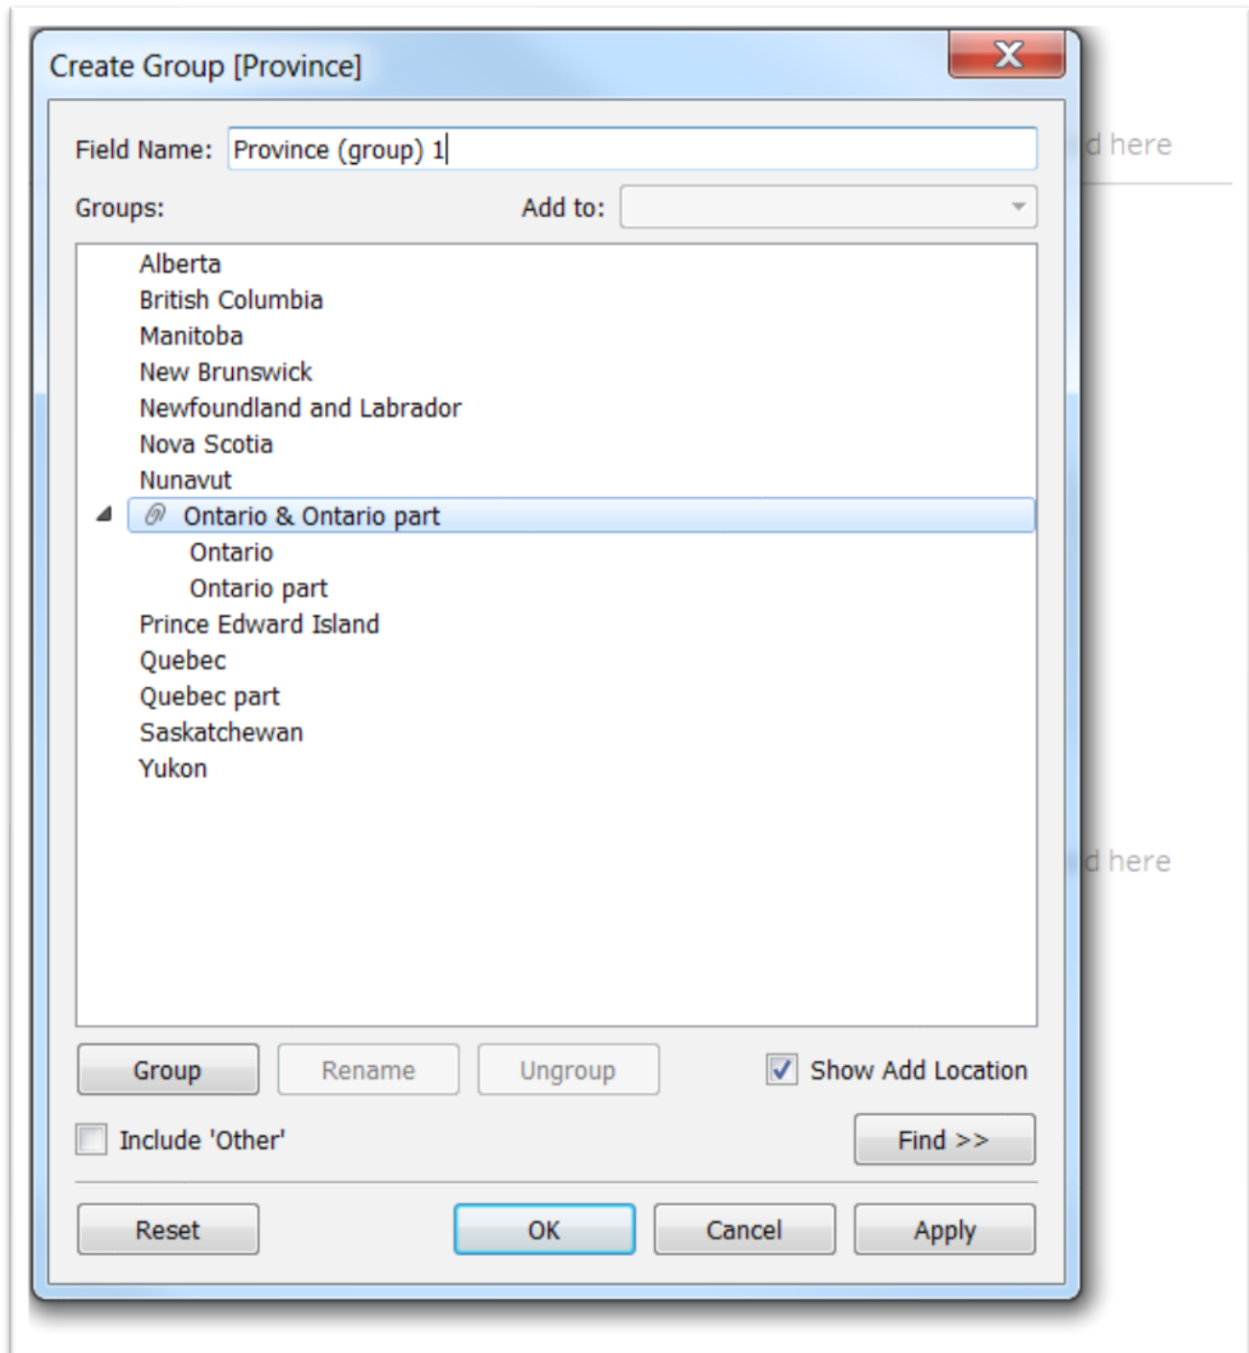 Create Group [Province]
Field Name: Province (group) 1
d here
Groups: Add to:
Alberta
British Columbia
Manitoba
New Brunswick
Newfoundland and Labrador
Nova Scotia
Nunavut
Ontario & Ontario part
Ontario
Ontario part
Prince Edward Island
Quebec
Quebec part
Saskatchewan
Yukon
d here
Group Rename Ungroup Show Add Location
Include 'Other' Find >>
Reset OK Cancel Apply